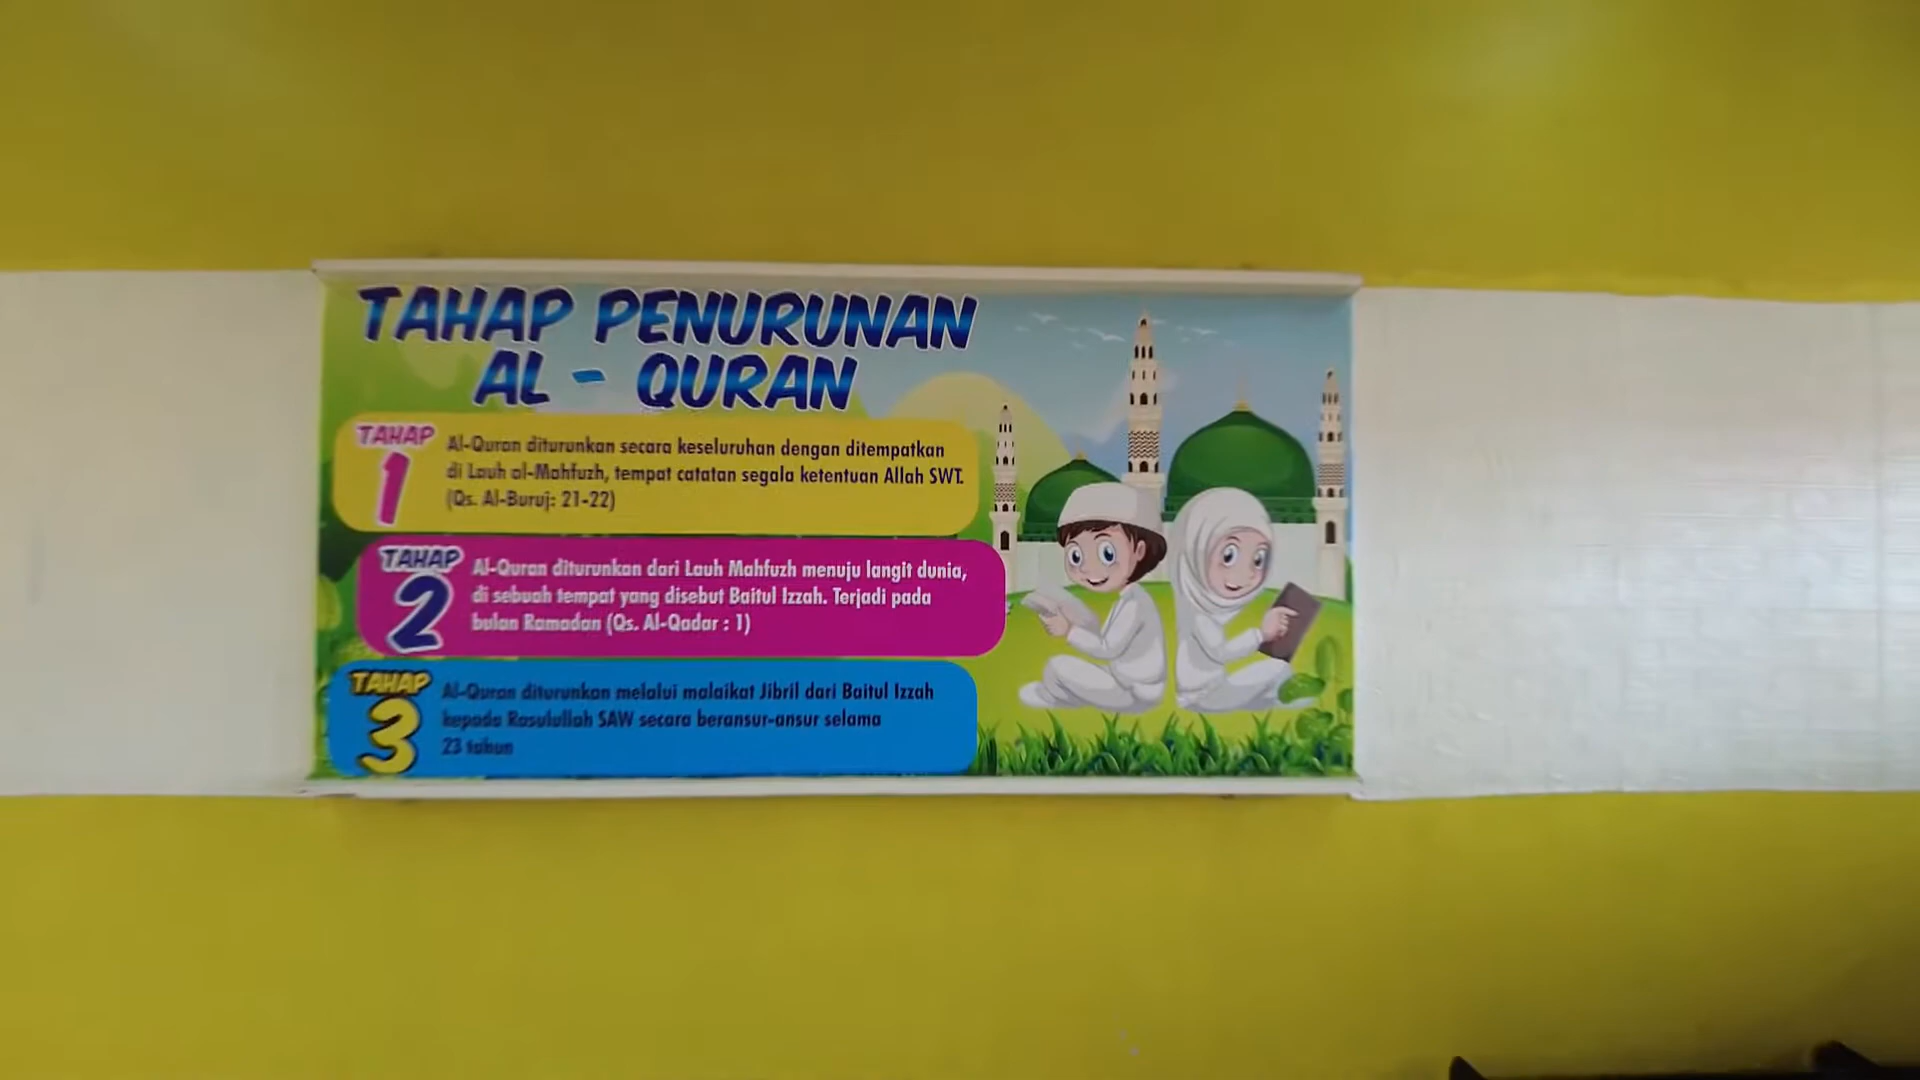 TAHAP PENURUNAN
AL - QURAN
TAHAP
1
Al-Quran diturunkan secara keseluruhan dengan ditempatkan
di Lauh al-Mahfuzh, tempat catatan segala ketentuan Allah SWT.
(Qs. Al-Buruj: 21-22)
TAHAP
2
Al-Quran diturunkan dari Lauh Mahfuzh menuju langit dunia,
di sebuah tempat yang disebut Baitul Izzah. Terjadi pada
bulan Ramadan (Qs. Al-Qadar : 1)
TAHAP
3
Al-Quran diturunkan melalui malaikat Jibril dari Baitul Izzah
kepada Rasulullah SAW secara beransur-ansur selama
23 tahun